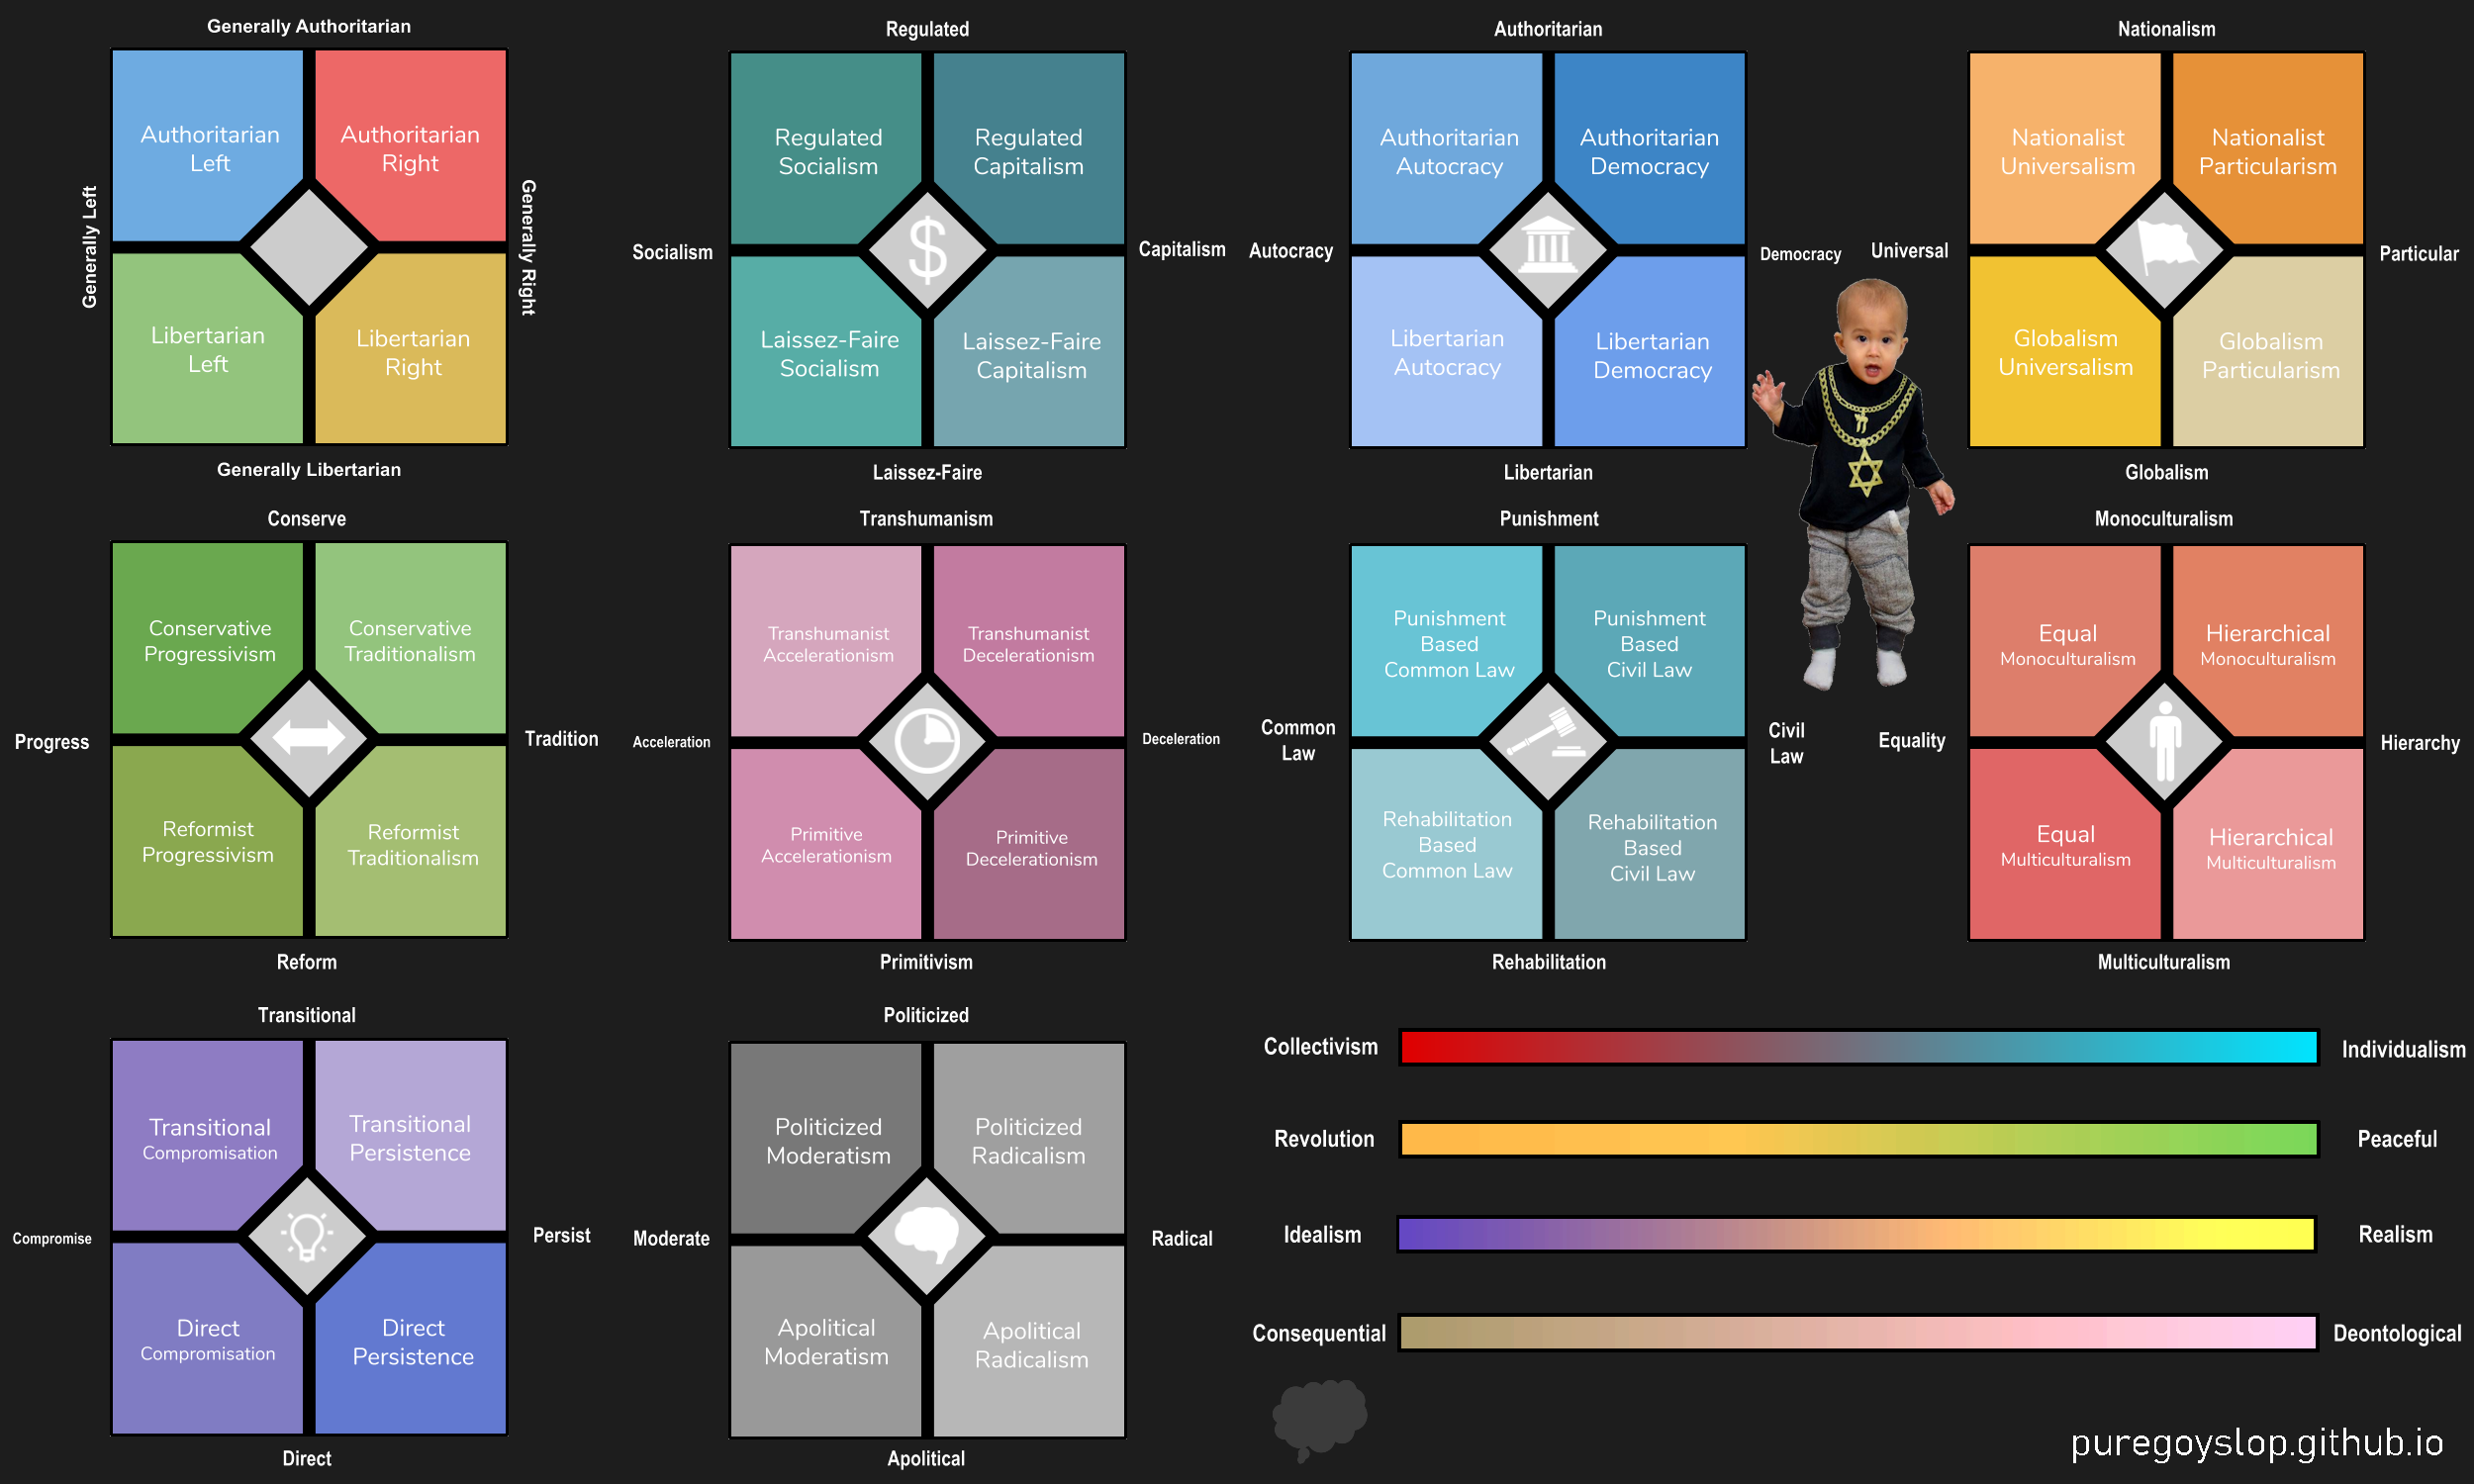 Generally Authoritarian
Authoritarian
Left
Authoritarian
Right
Generally Left
Generally Right
Libertarian
Left
Libertarian
Right
Generally Libertarian
Regulated
Regulated
Socialism
Regulated
Capitalism
Socialism
$
Capitalism
Laissez-Faire
Socialism
Laissez-Faire
Capitalism
Laissez-Faire
Authoritarian
Authoritarian
Autocracy
Authoritarian
Democracy
Autocracy
Democracy
Libertarian
Autocracy
Libertarian
Democracy
Libertarian
Nationalism
Nationalist
Universalism
Nationalist
Particularism
Universal
Particular
Globalism
Universalism
Globalism
Particularism
Globalism
Conserve
Conservative
Progressivism
Conservative
Traditionalism
Progress
Tradition
Reformist
Progressivism
Reformist
Traditionalism
Reform
Transhumanism
Transhumanist
Accelerationism
Transhumanist
Decelerationism
Acceleration
Deceleration
Primitive
Accelerationism
Primitive
Decelerationism
Primitivism
Punishment
Punishment
Based
Common Law
Punishment
Based
Civil Law
Common
Law
Civil
Law
Rehabilitation
Based
Common Law
Rehabilitation
Based
Civil Law
Rehabilitation
Monoculturalism
Equal
Monoculturalism
Hierarchical
Monoculturalism
Equality
Hierarchy
Equal
Multiculturalism
Hierarchical
Multiculturalism
Multiculturalism
Transitional
Transitional
Compromisation
Transitional
Persistence
Compromise
Persist
Direct
Compromisation
Direct
Persistence
Direct
Politicized
Politicized
Moderatism
Politicized
Radicalism
Moderate
Radical
Apolitical
Moderatism
Apolitical
Radicalism
Apolitical
Collectivism
Individualism
Revolution
Peaceful
Idealism
Realism
Consequential
Deontological
puregoyslop.github.io